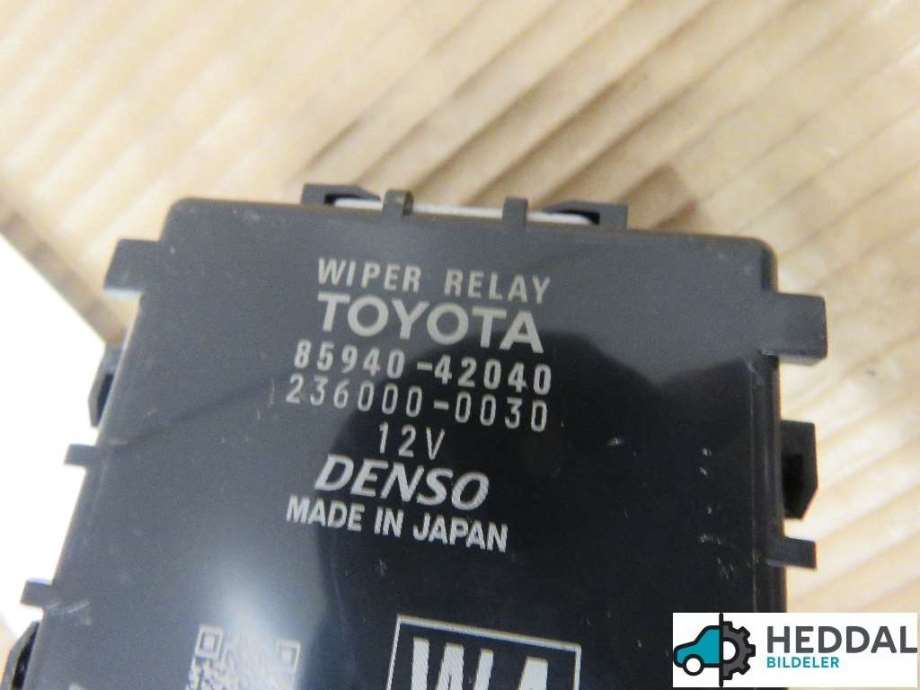 WIPER RELAY
TOYOTA
85940-42040
236000-0030
12V
DENSO
MADE IN JAPAN
HEDDAL
BILDELER